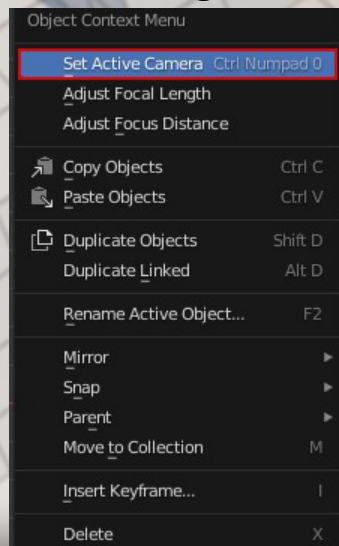 Object Context Menu
Set Active Camera Ctrl Numpad 0
Adjust Focal Length
Adjust Focus Distance
Copy Objects Ctrl C
Paste Objects Ctrl V
Duplicate Objects Shift D
Duplicate Linked Alt D
Rename Active Object... F2
Mirror
Snap
Parent
Move to Collection M
Insert Keyframe... I
Delete X